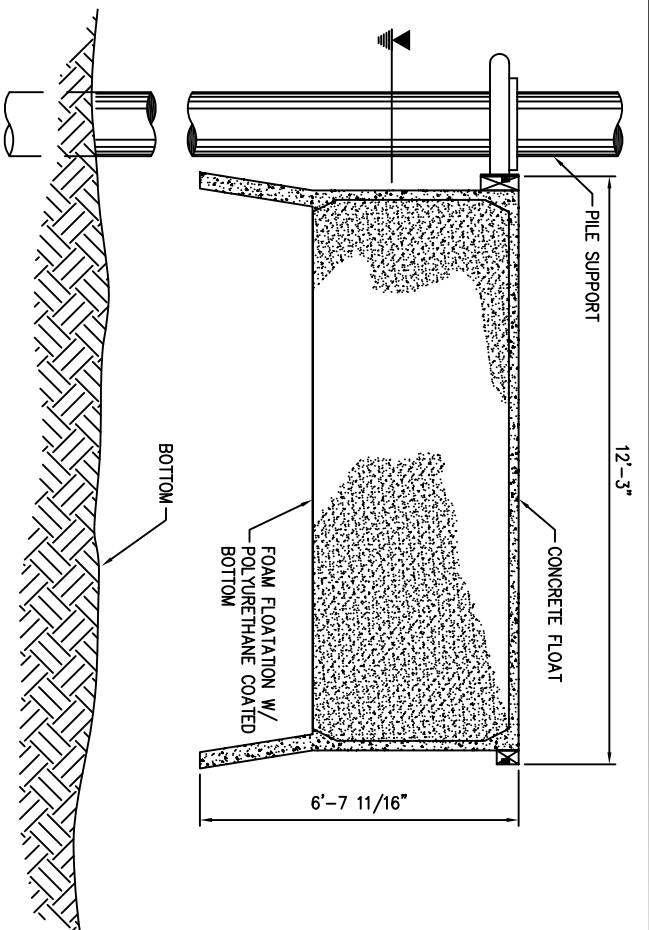 PILE SUPPORT
12'-3"
CONCRETE FLOAT
FOAM FLOATATION W/
POLYURETHANE COATED
BOTTOM
BOTTOM
6'-7 11/16"